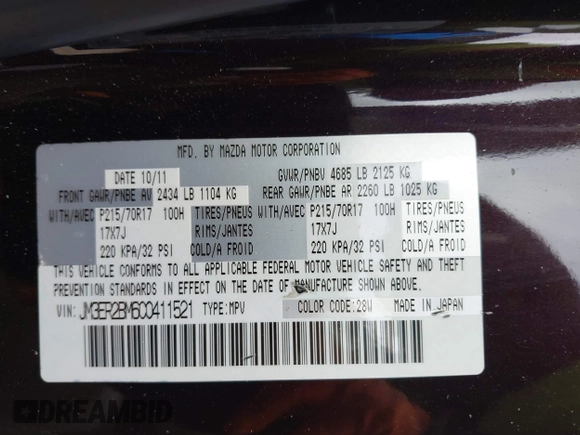 MFD. BY MAZDA MOTOR CORPORATION
DATE 10/11 GVWR/PNBV 4685 LB 2125 KG
FRONT GAWR/PNBE AV 2434 LB 1104 KG REAR GAWR/PNBE AR 2260 LB 1025 KG
WITH/AVEC P215/70R17 100H TIRES/PNEUS WITH/AVEC P215/70R17 100H TIRES/PNEUS
17X7J RIMS/JANTES 17X7J RIMS/JANTES
220 KPA/32 PSI COLD/A FROID 220 KPA/32 PSI COLD/A FROID
THIS VEHICLE CONFORMS TO ALL APPLICABLE FEDERAL MOTOR VEHICLE SAFETY AND THEFT
PREVENTION STANDARDS IN EFFECT ON THE DATE OF MANUFACTURE SHOWN ABOVE.
VIN: JM3ER2BM6C0411521 TYPE:MPV COLOR CODE:28W MADE IN JAPAN
DREAMBID